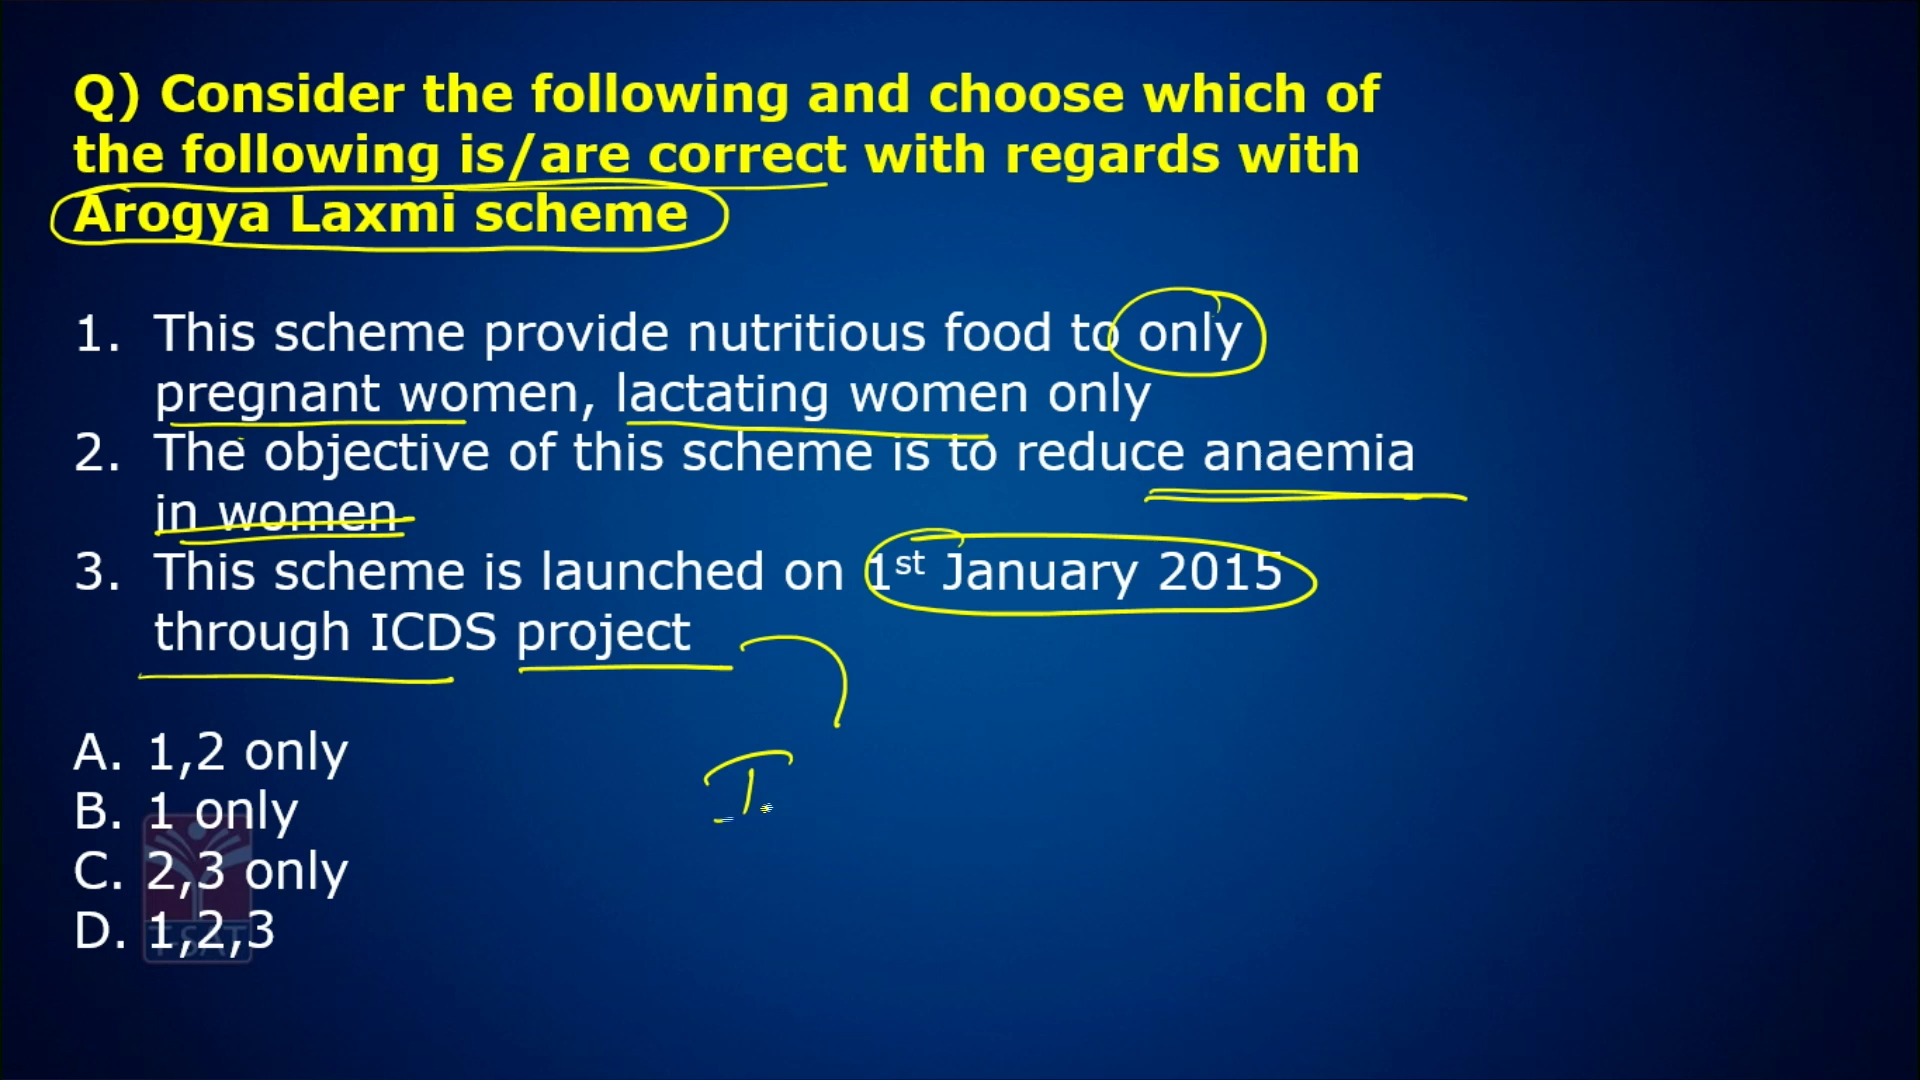 Q) Consider the following and choose which of
the following is/are correct with regards with
Arogya Laxmi scheme
1. This scheme provide nutritious food to only
pregnant women, lactating women only
2. The objective of this scheme is to reduce anaemia
in women
3. This scheme is launched on 1st January 2015
through ICDS project
I
A. 1,2 only
B. 1 only
C. 2,3 only
D. 1,2,3
T-SAT